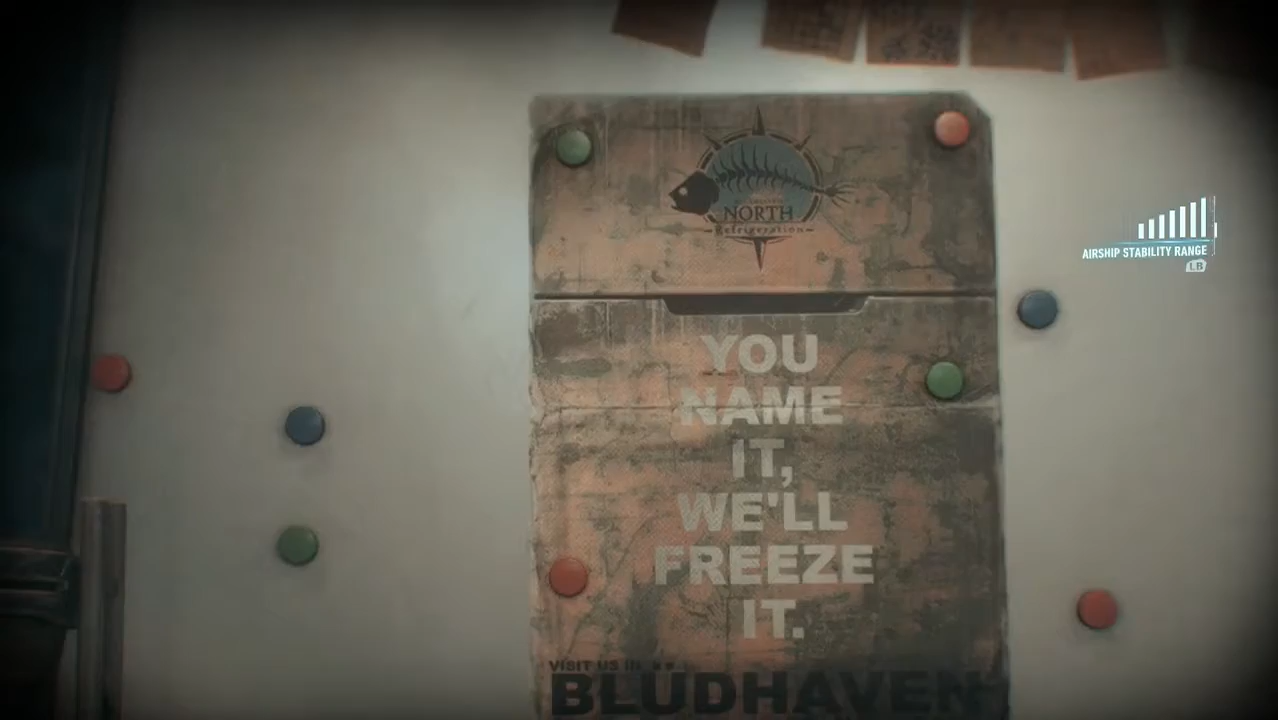 NORTH
Refrigeration
AIRSHIP STABILITY RANGE
LB
YOU
NAME
IT,
WE'LL
FREEZE
IT.
VISIT US IN
BLUDHAVEN